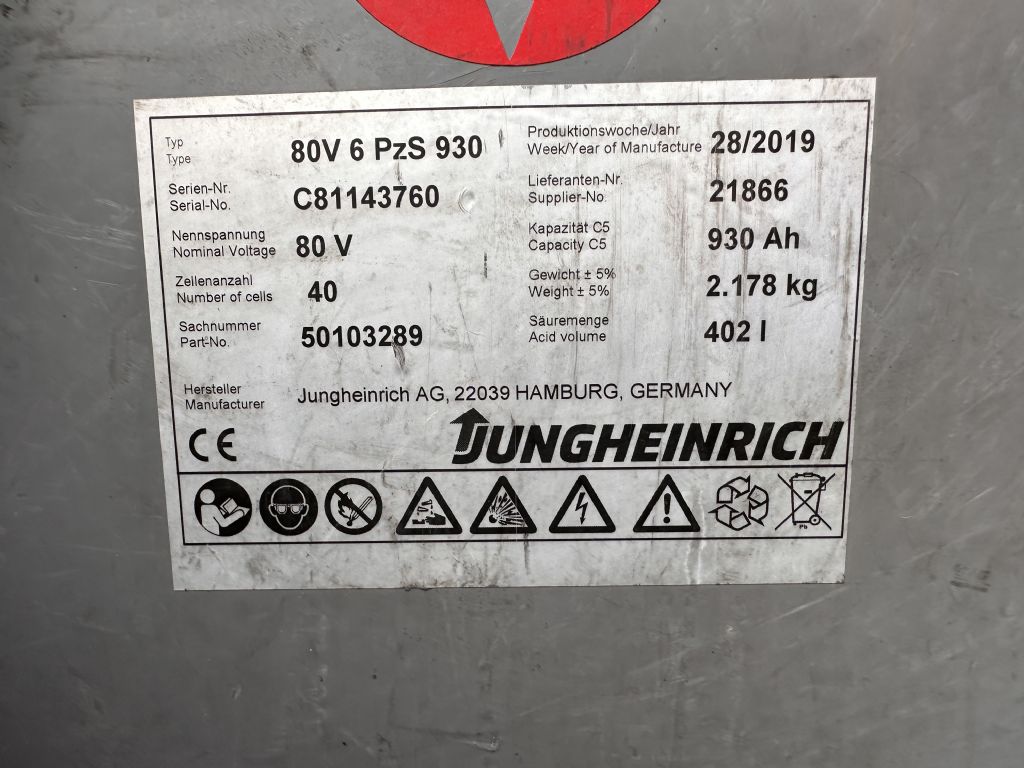 Typ
Type
80V 6 PzS 930
Produktionswoche/Jahr
Week/Year of Manufacture
28/2019
Serien-Nr.
Serial-No.
C81143760
Lieferanten-Nr.
Supplier-No.
21866
Nennspannung
Nominal Voltage
80 V
Kapazität C5
Capacity C5
930 Ah
Zellenanzahl
Number of cells
40
Gewicht ± 5%
Weight ± 5%
2.178 kg
Sachnummer
Part-No.
50103289
Säuremenge
Acid volume
402 l
Hersteller
Manufacturer
Jungheinrich AG, 22039 HAMBURG, GERMANY
CE
JUNGHEINRICH
Pb